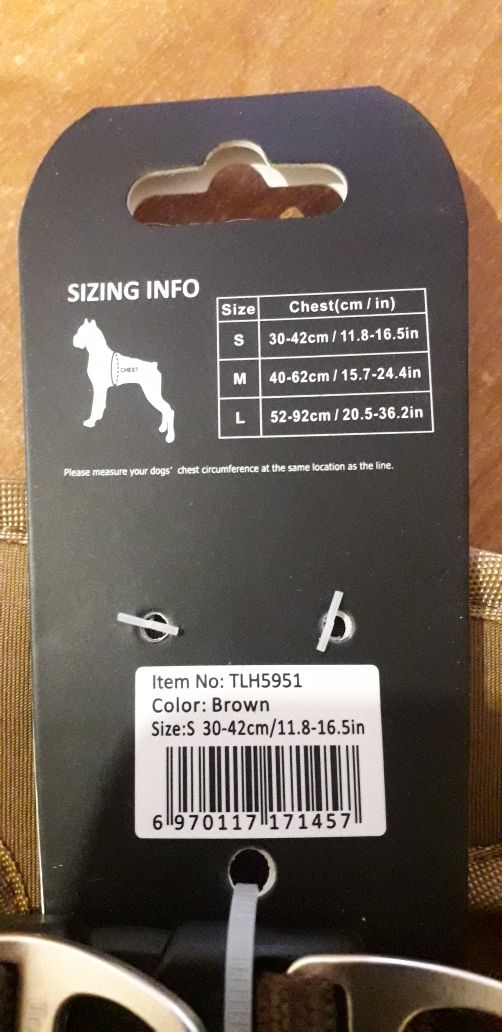 SIZING INFO
CHEST
Size Chest(cm / in)
S 30-42cm / 11.8-16.5in
M 40-62cm / 15.7-24.4in
L 52-92cm / 20.5-36.2in
Please measure your dogs' chest circumference at the same location as the line.
Item No: TLH5951
Color: Brown
Size:S 30-42cm/11.8-16.5in
6 970117 171457